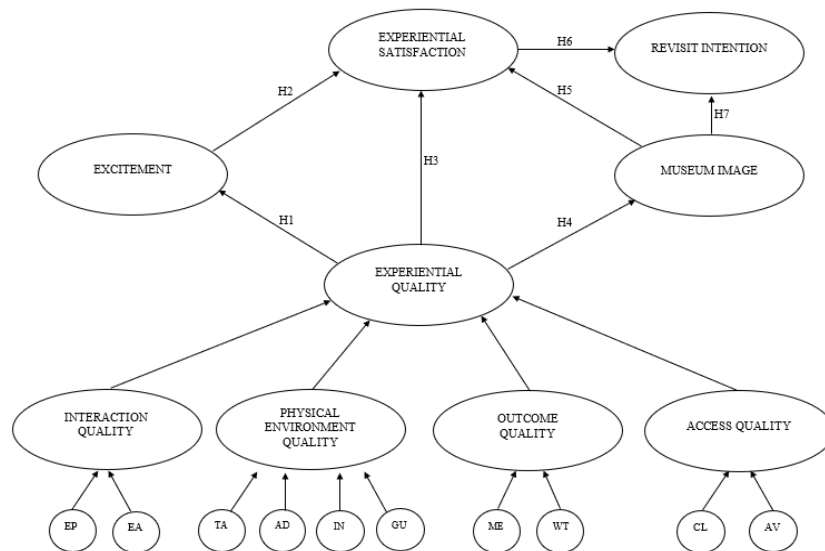 EXPERIENTIAL
SATISFACTION
H6
REVISIT INTENTION
H2
H5
H7
EXCITEMENT
H3
MUSEUM IMAGE
H1
H4
EXPERIENTIAL
QUALITY
INTERACTION
QUALITY
PHYSICAL
ENVIRONMENT
QUALITY
OUTCOME
QUALITY
ACCESS QUALITY
EP
EA
TA
AD
IN
GU
ME
WT
CL
AV